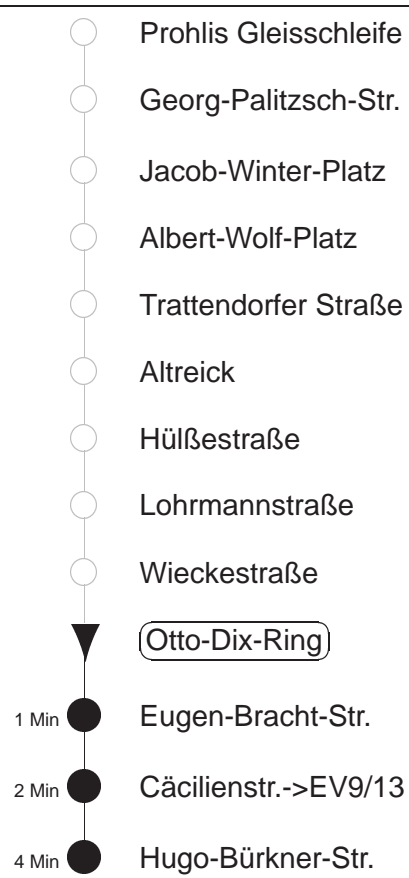 Prohlis Gleisschleife
Georg-Palitzsch-Str.
Jacob-Winter-Platz
Albert-Wolf-Platz
Trattendorfer Straße
Altreick
Hülßestraße
Lohrmannstraße
Wieckestraße
Otto-Dix-Ring
1 Min Eugen-Bracht-Str.
2 Min Cäcilienstr.->EV9/13
4 Min Hugo-Bürkner-Str.